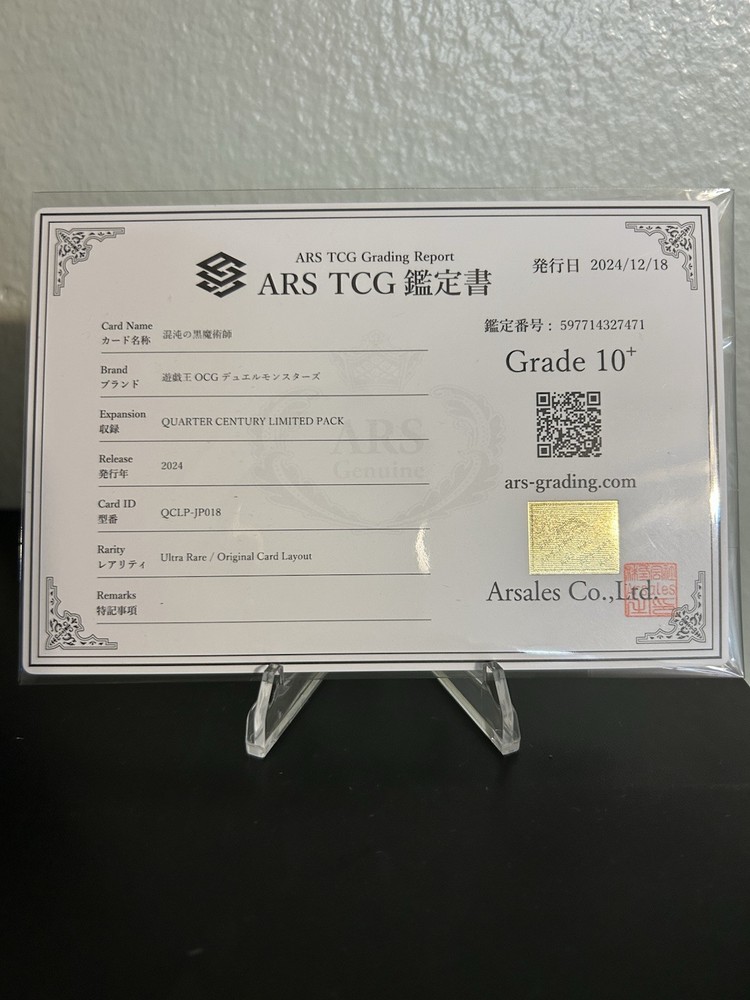 ARS TCG Grading Report
ARS TCG 鑑定書
発行日 2024/12/18
Card Name
カード名称
混沌の黒魔術師
Brand
ブランド
遊戯王 OCG デュエルモンスターズ
Expansion
収録
QUARTER CENTURY LIMITED PACK
Release
発行年
2024
Card ID
型番
QCLP-JP018
Rarity
レアリティ
Ultra Rare / Original Card Layout
Remarks
特記事項
ARS
Genuine
鑑定番号 : 597714327471
Grade 10+
ars-grading.com
Arsales Co.,Ltd.